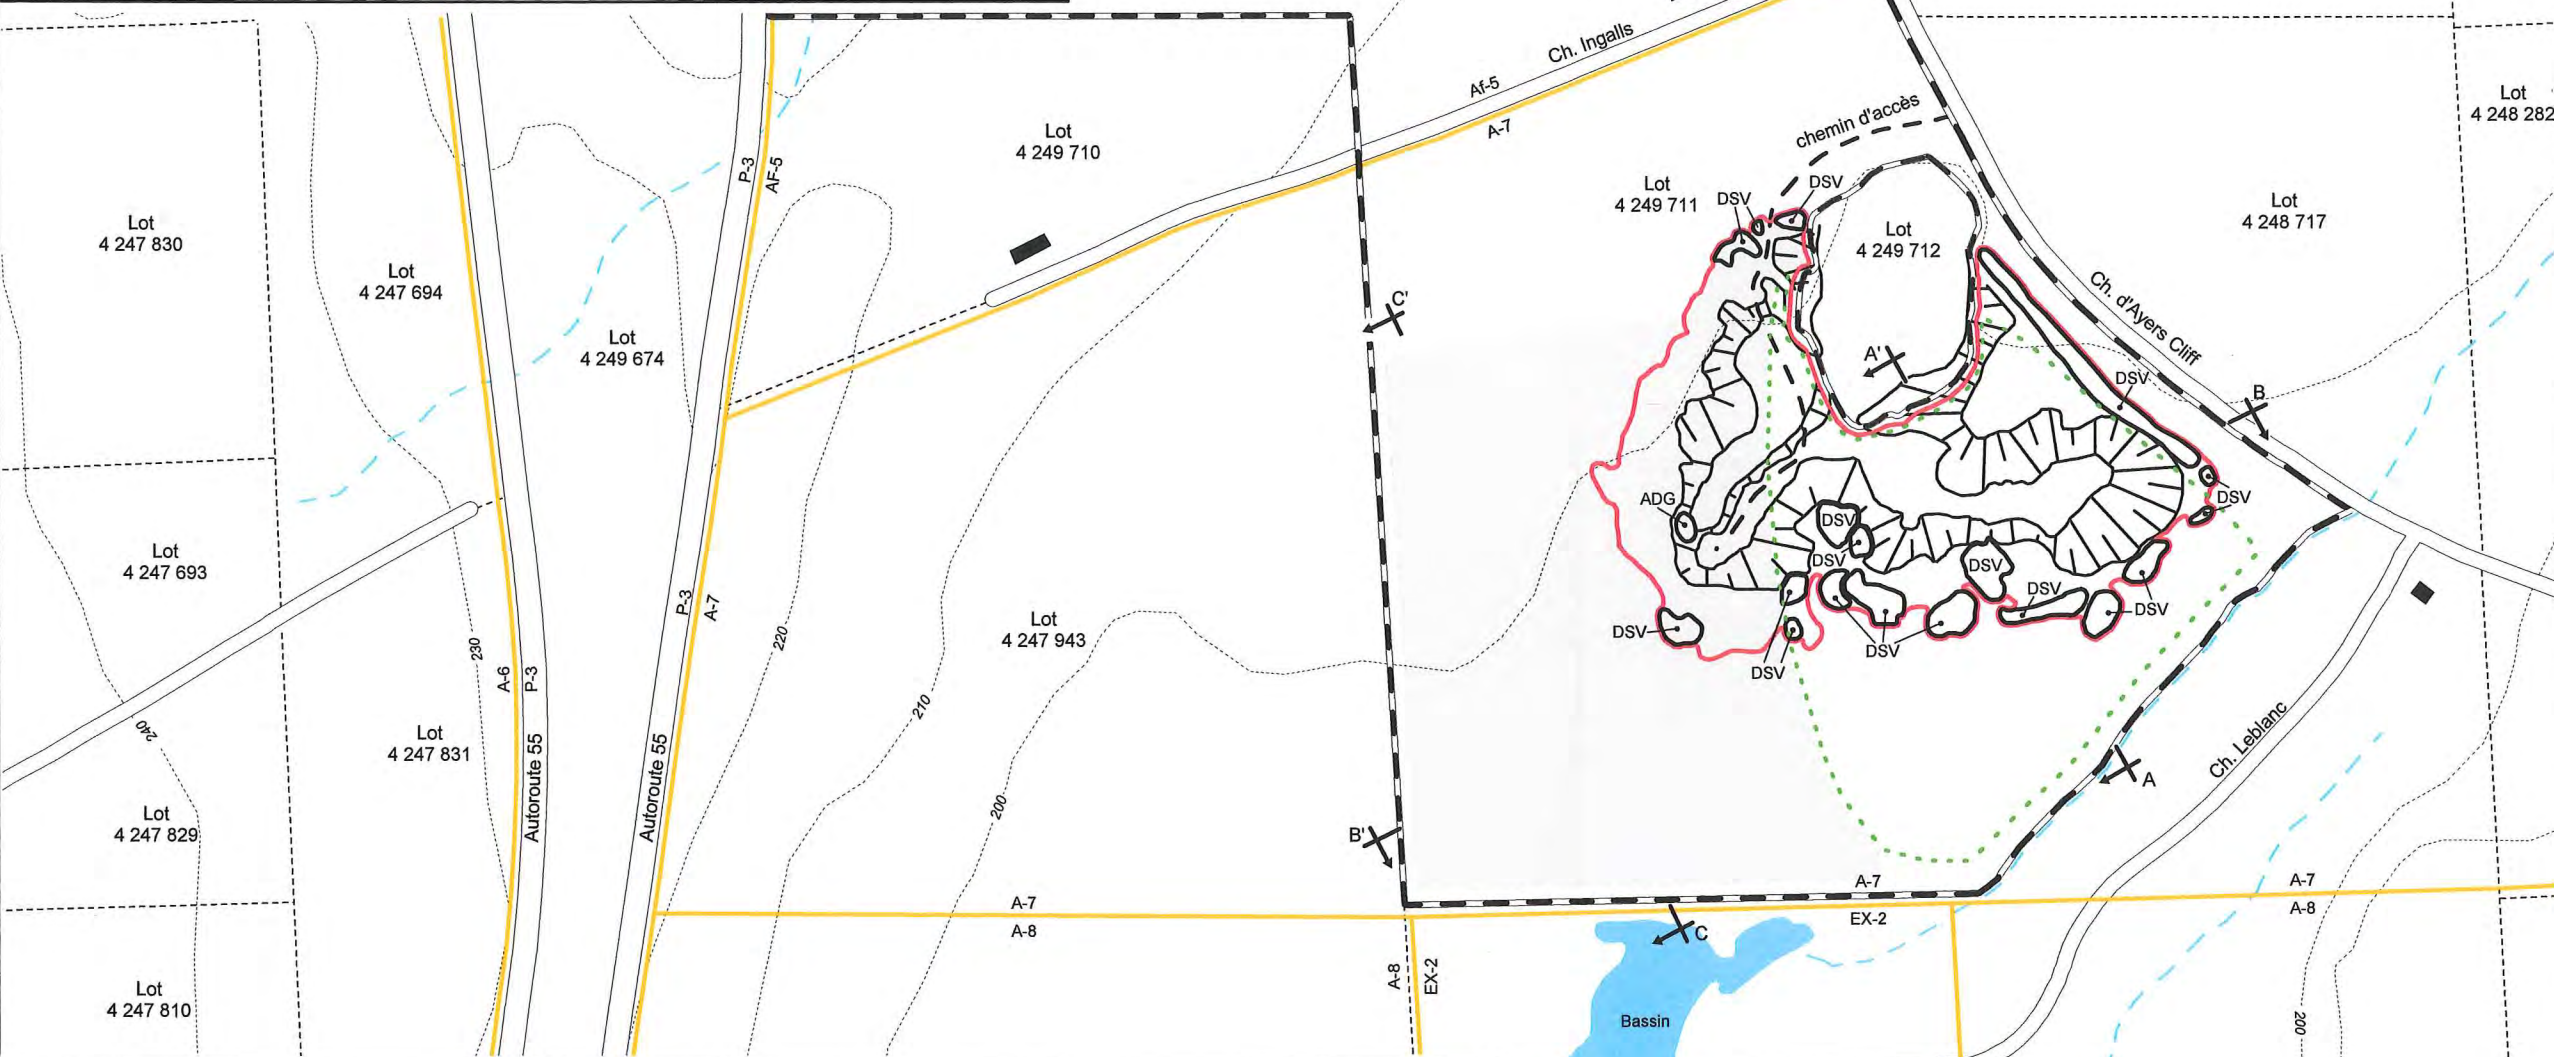 Ch. Ingalls
Af-5
A-7
chemin d'accès
Lot
4 248 282
Lot
4 249 710
P-3
AF-5
Lot
4 249 711
DSV
DSV
Lot
4 249 712
Lot
4 248 717
Lot
4 247 830
Lot
4 247 694
Lot
4 249 674
C'
A'
Ch. d'Ayers Cliff
DSV
B
ADG
DSV
DSV
DSV
DSV
DSV
DSV
DSV
DSV
DSV
Lot
4 247 693
P-3
A-7
220
230
A-6
P-3
Lot
4 247 943
210
200
240
Lot
4 247 831
Autoroute 55
Autoroute 55
Ch. Leblanc
A
Lot
4 247 829
B'
A-7
A-8
A-7
EX-2
A-7
A-8
C
A-8
EX-2
Bassin
Lot
4 247 810
200